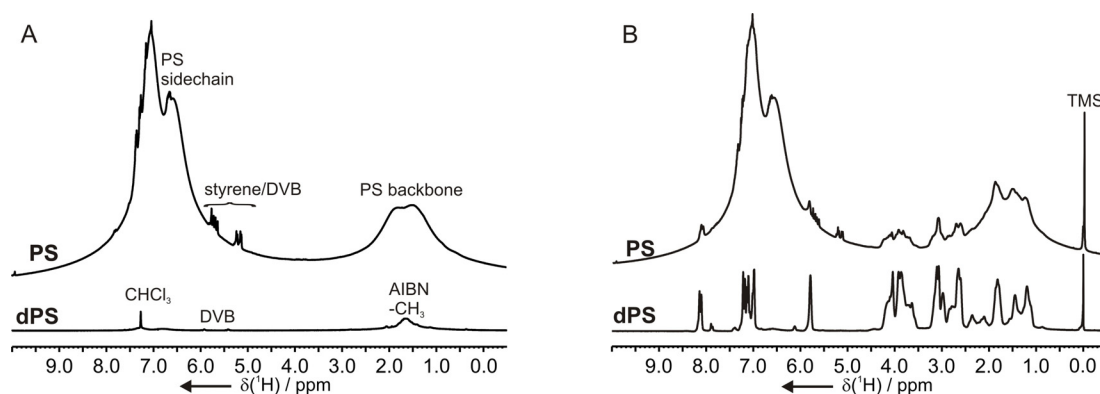 A
PS
sidechain
styrene/DVB
PS backbone
PS
CHCl₃
DVB
AIBN
-CH₃
dPS
9.0 8.0 7.0 6.0 5.0 4.0 3.0 2.0 1.0 0.0
δ(¹H) / ppm
B
TMS
PS
dPS
9.0 8.0 7.0 6.0 5.0 4.0 3.0 2.0 1.0 0.0
δ(¹H) / ppm